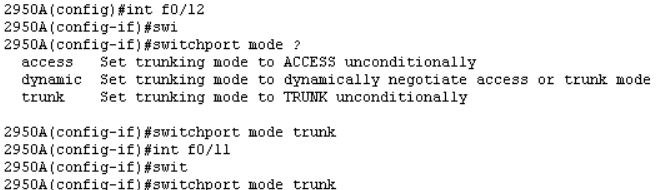 2950A(config)#int f0/12
2950A(config-if)#swi
2950A(config-if)#switchport mode ?
  access   Set trunking mode to ACCESS unconditionally
  dynamic  Set trunking mode to dynamically negotiate access or trunk mode
  trunk    Set trunking mode to TRUNK unconditionally

2950A(config-if)#switchport mode trunk
2950A(config-if)#int f0/11
2950A(config-if)#swit
2950A(config-if)#switchport mode trunk